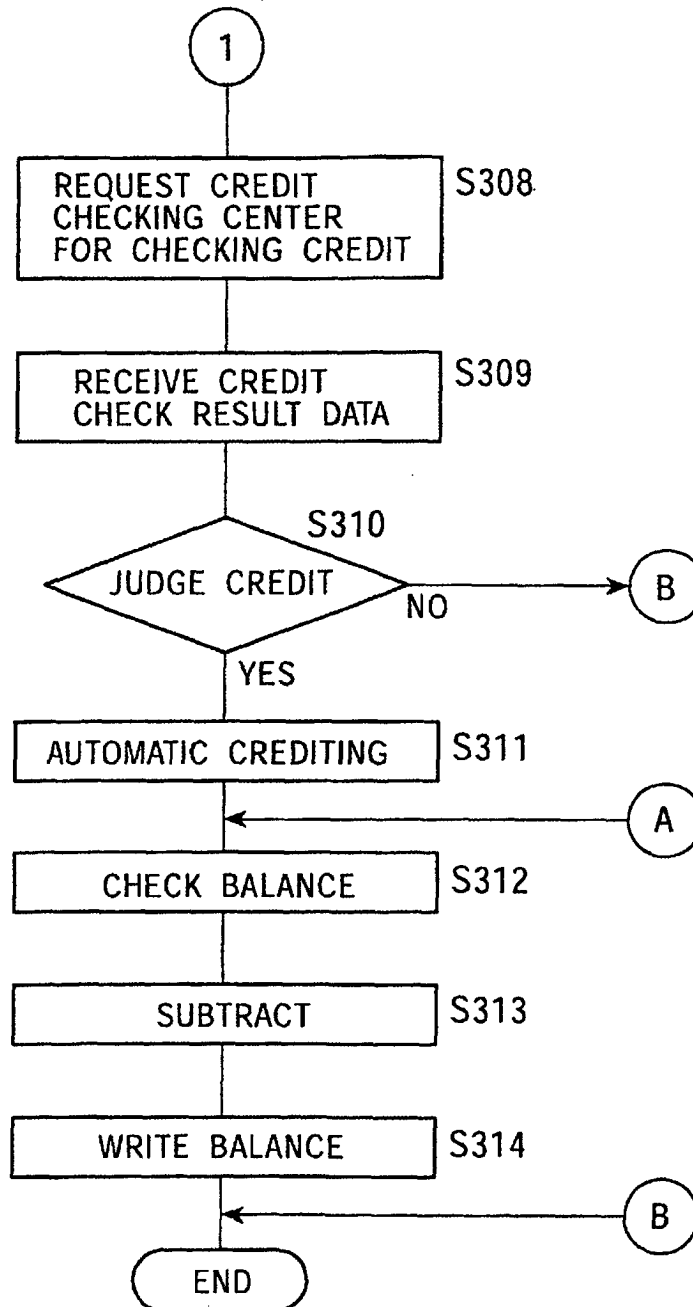 1
REQUEST CREDIT
CHECKING CENTER
FOR CHECKING CREDIT
S308
RECEIVE CREDIT
CHECK RESULT DATA
S309
S310
JUDGE CREDIT
NO
B
YES
AUTOMATIC CREDITING
S311
A
CHECK BALANCE
S312
SUBTRACT
S313
WRITE BALANCE
S314
B
END